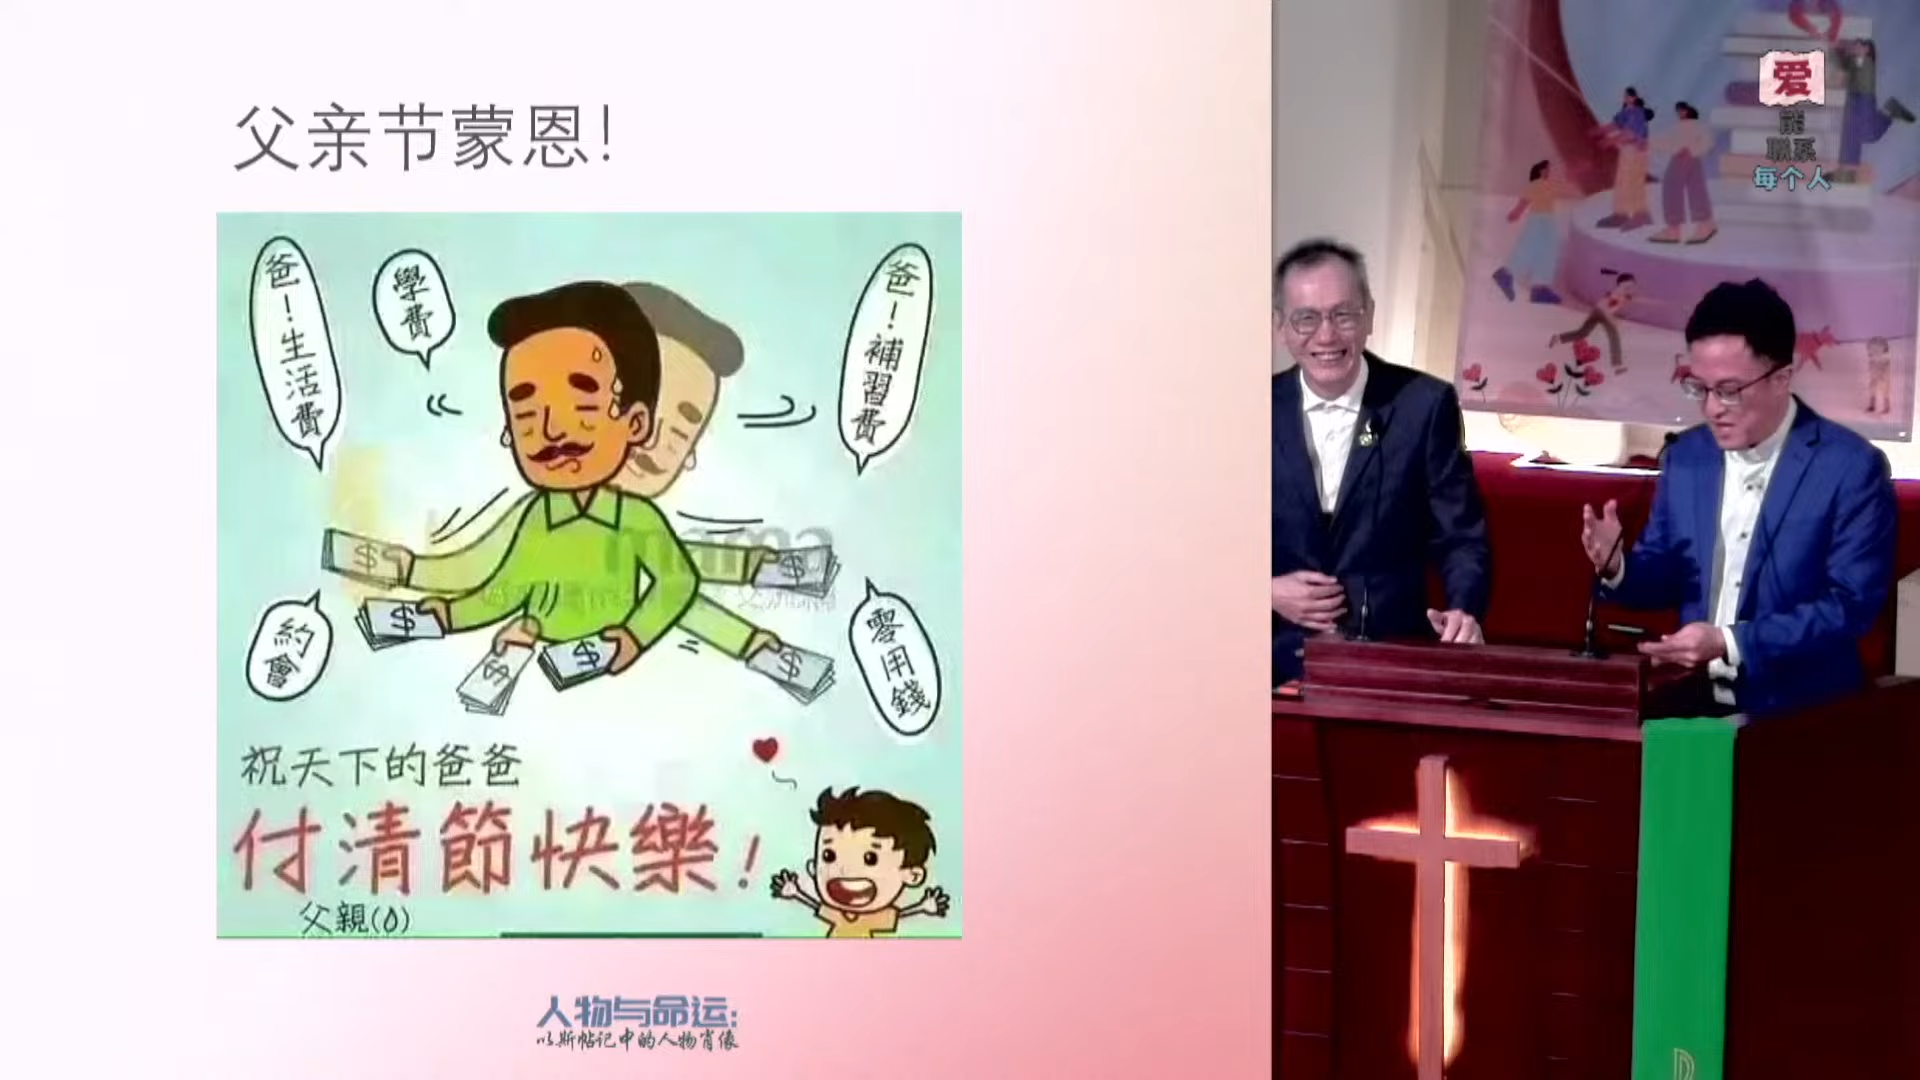 父亲节蒙恩!
爸!生活費
學費
爸!補習費
約會
零用錢
祝天下的爸爸
付清節快樂!
父親(0)
人物与命运:
以斯帖记中的人物肖像
爱
能
联系
每个人
mama